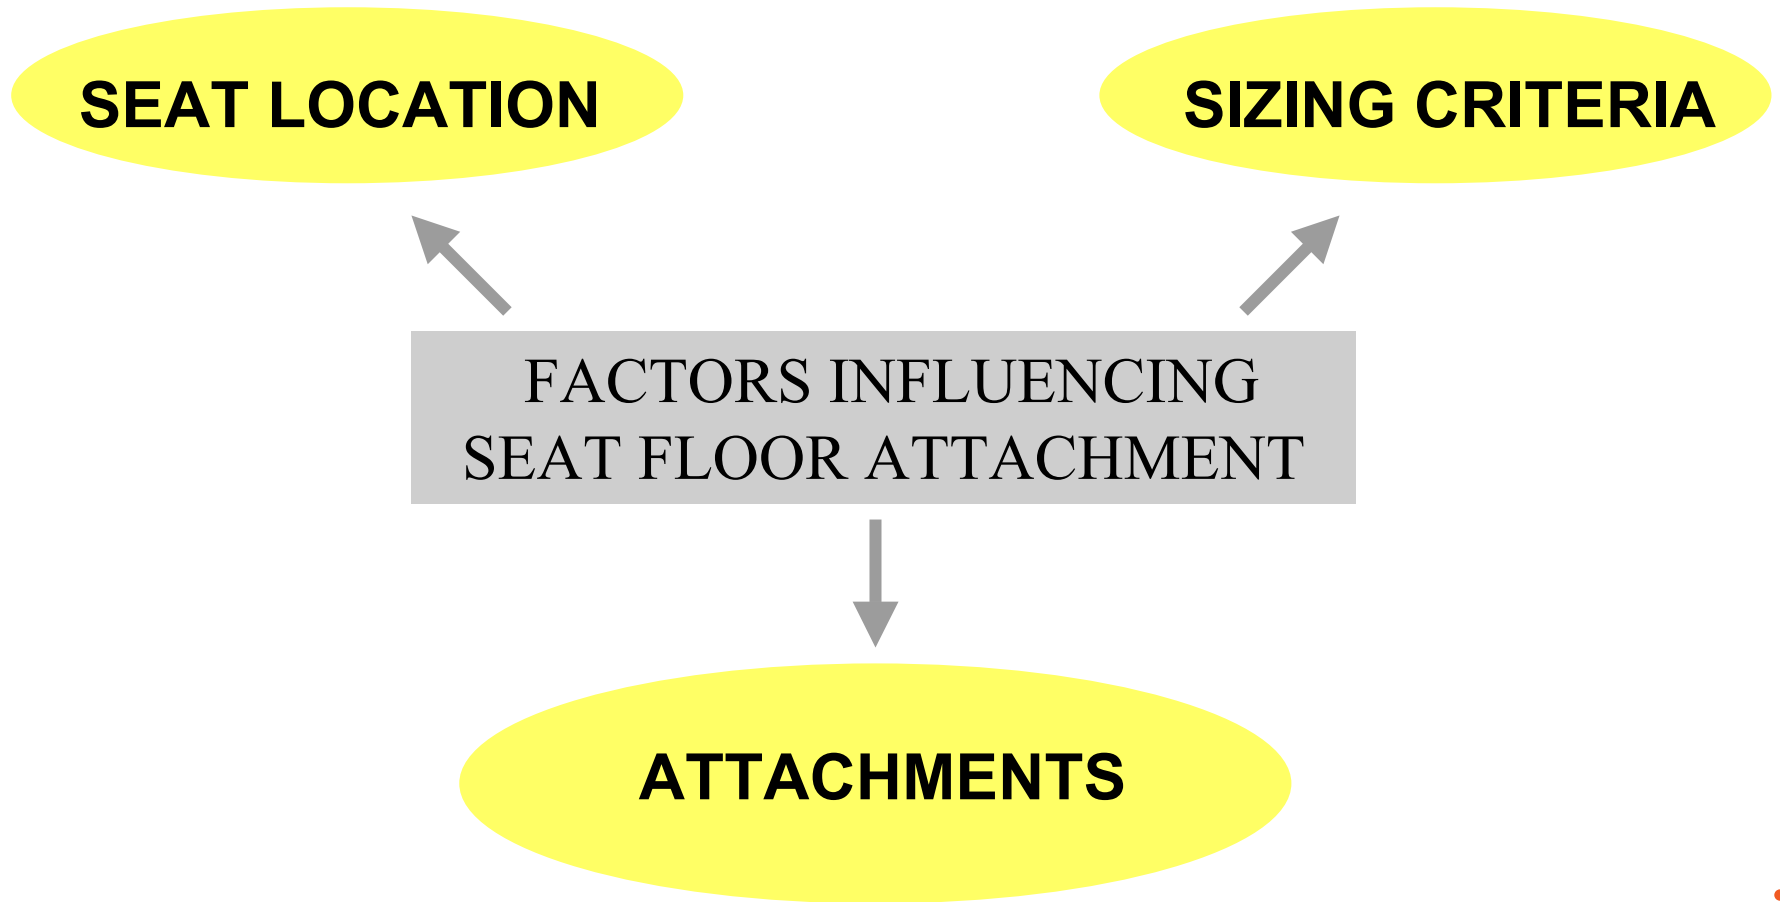 SEAT LOCATION
SIZING CRITERIA
FACTORS INFLUENCING
SEAT FLOOR ATTACHMENT
ATTACHMENTS